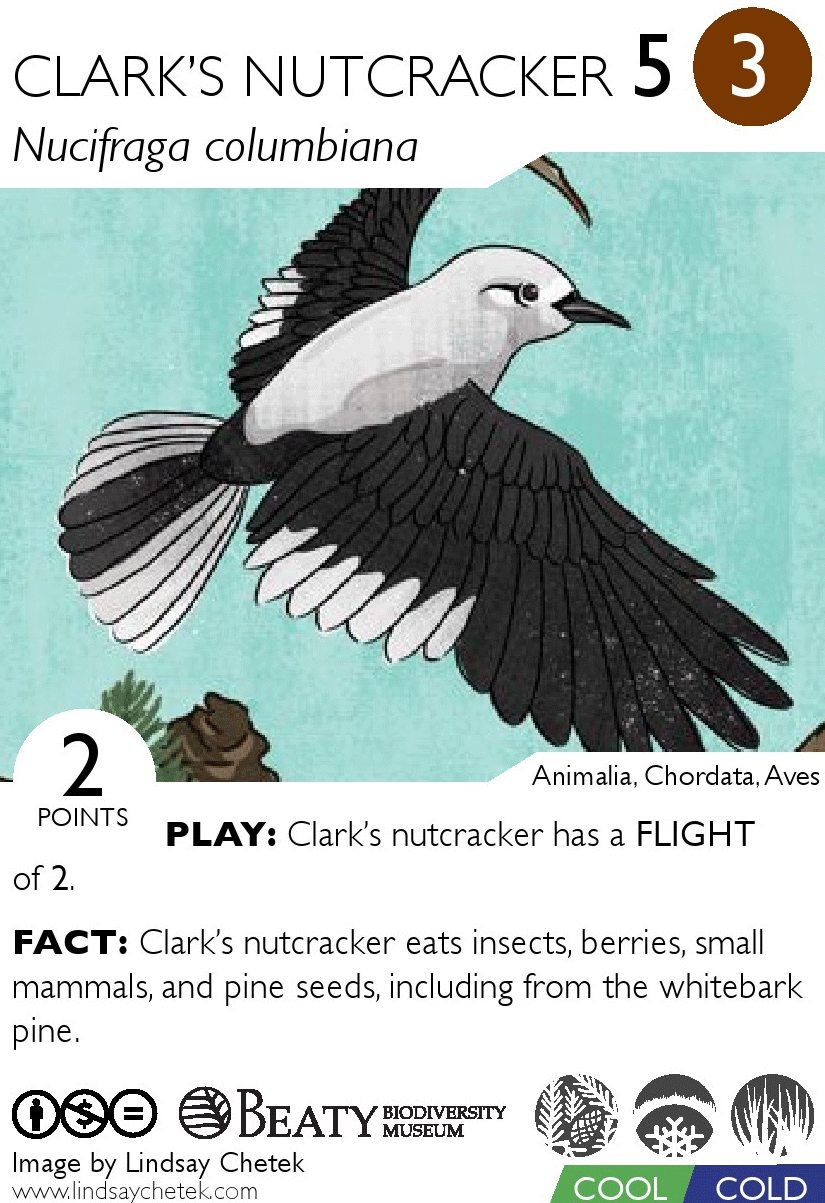 CLARK'S NUTCRACKER 5 3
Nucifraga columbiana
Animalia, Chordata, Aves
2
POINTS
PLAY: Clark's nutcracker has a FLIGHT
of 2.
FACT: Clark's nutcracker eats insects, berries, small
mammals, and pine seeds, including from the whitebark
pine.
BEATY BIODIVERSITY
MUSEUM
Image by Lindsay Chetek
www.lindsaychetek.com
COOL COLD